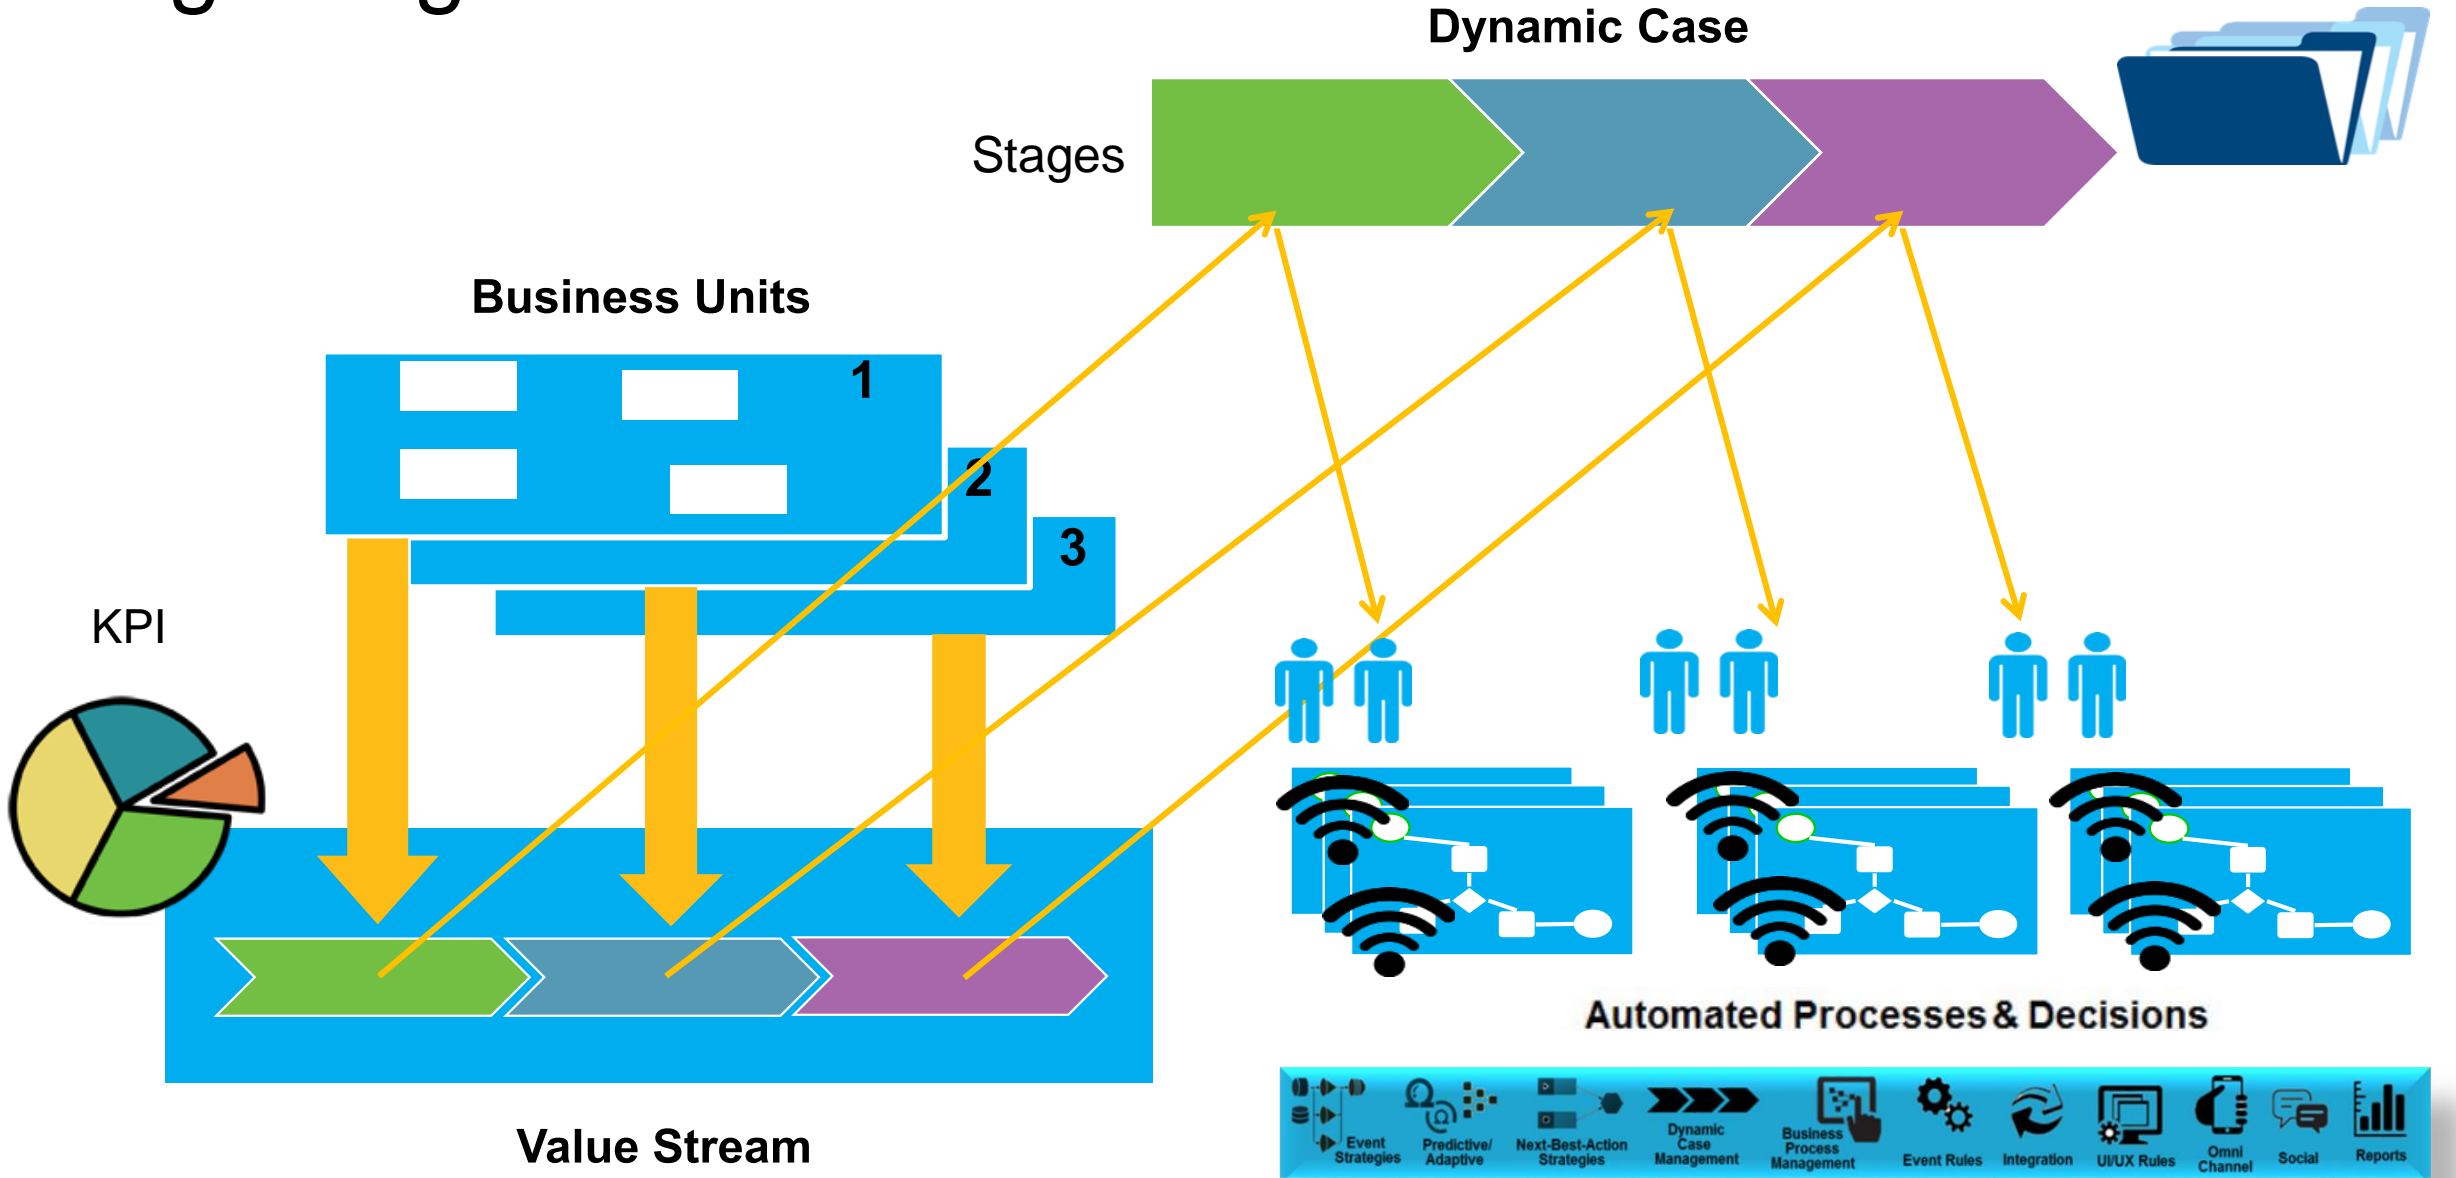 Dynamic Case
Stages
Business Units
1
2
3
KPI
Value Stream
Automated Processes & Decisions
Event
Strategies
Predictive/
Adaptive
Next-Best-Action
Strategies
Dynamic
Case
Management
Business
Process
Management
Event Rules
Integration
UI/UX Rules
Omni
Channel
Social
Reports